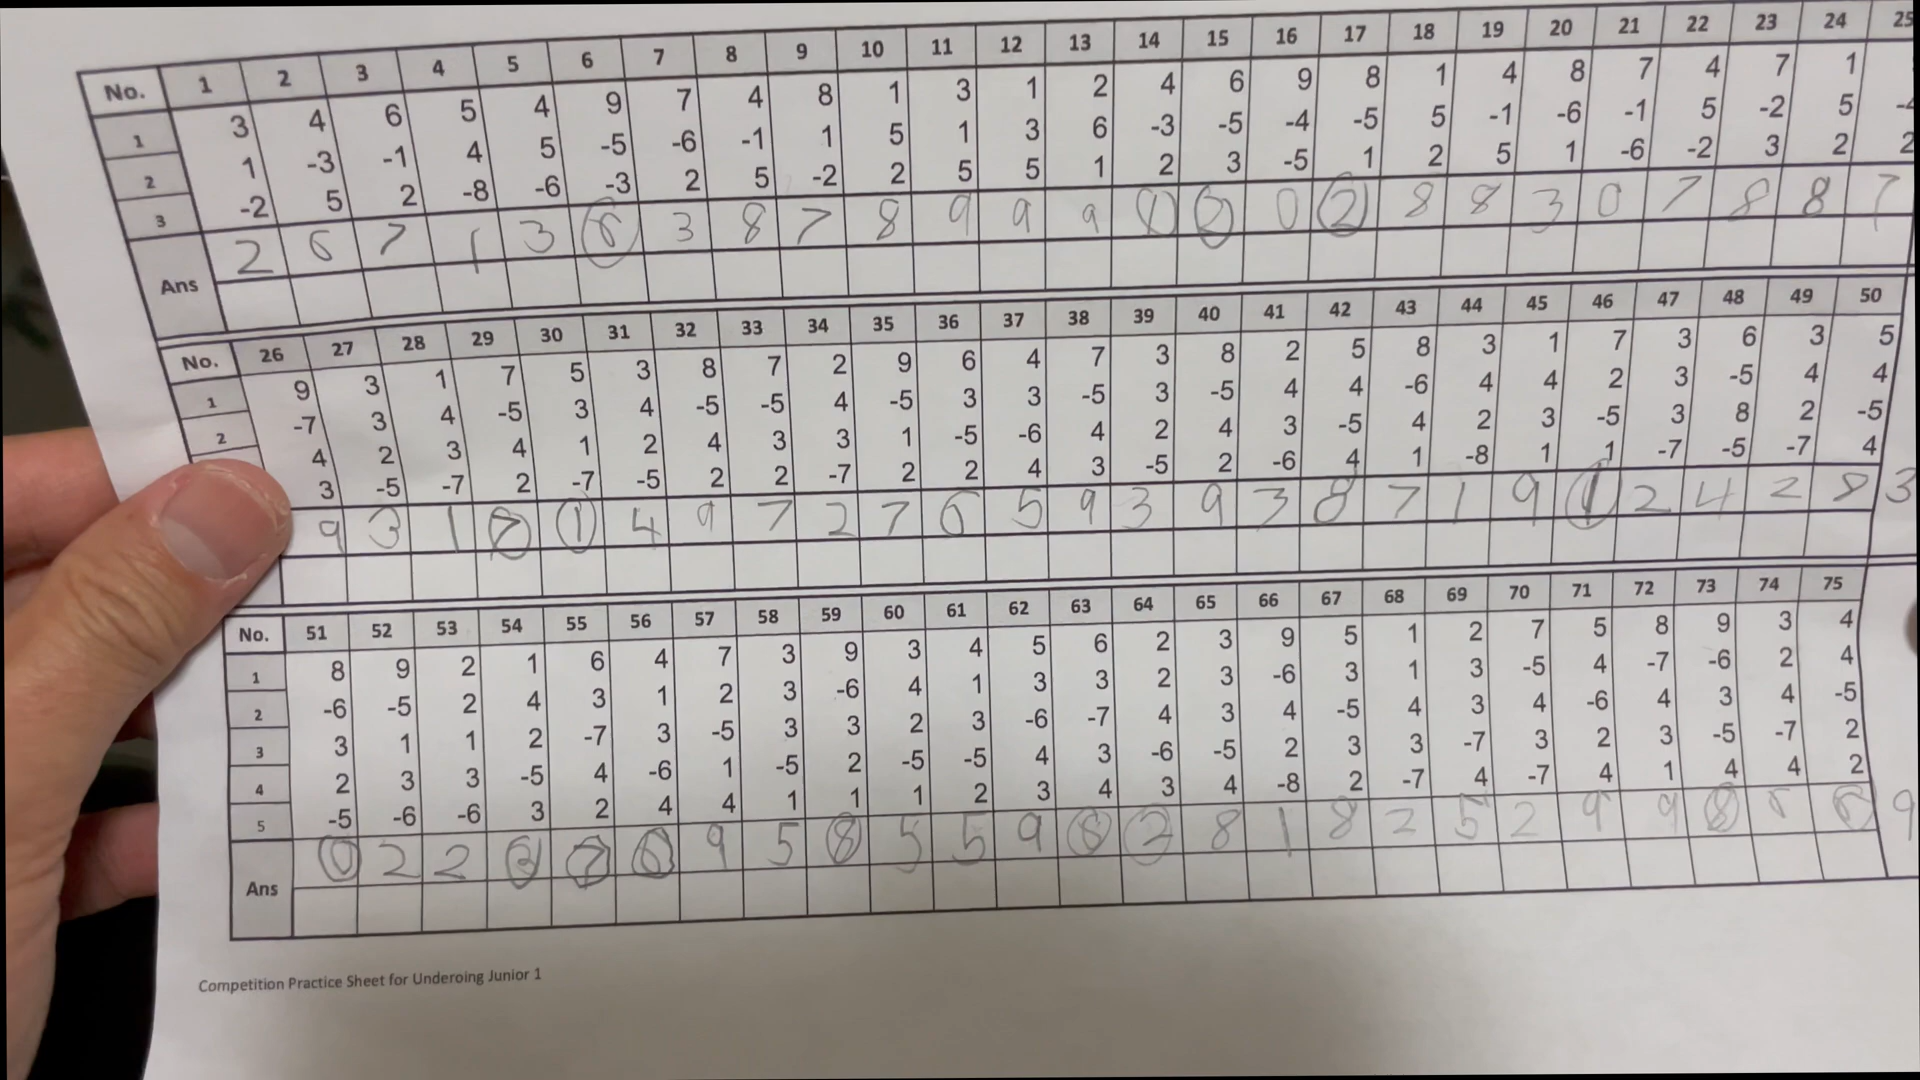 No. 1 2 3 4 5 6 7 8 9 10 11 12 13 14 15 16 17 18 19 20 21 22 23 24 25
1 3 4 6 5 4 9 7 4 8 1 3 1 2 4 6 9 8 1 4 8 7 4 7 1
2 1 -3 -1 4 5 -5 -6 -1 1 5 1 3 6 -3 -5 -4 -5 5 -1 -6 -1 5 -2 5 -4
3 -2 5 2 -8 -6 -3 2 5 -2 2 5 5 1 2 3 -5 1 2 5 1 -6 -2 3 2 2
Ans 2 6 7 1 3 6 3 8 7 8 9 9 9 2 0 2 8 8 3 0 7 8 8 7
No. 26 27 28 29 30 31 32 33 34 35 36 37 38 39 40 41 42 43 44 45 46 47 48 49 50
1 9 3 1 7 5 3 8 7 2 9 6 4 7 3 8 2 5 8 3 1 7 3 6 3 5
2 -7 3 4 -5 3 4 -5 -5 4 -5 3 3 -5 3 -5 4 4 -6 4 4 2 3 -5 4 4
4 2 3 4 1 2 4 3 3 1 -5 -6 4 2 4 3 -5 4 2 3 -5 3 8 2 -5
3 -5 -7 2 -7 -5 2 2 -7 2 2 4 3 -5 2 -6 4 1 -8 1 1 -7 -5 -7 4
9 3 1 1 4 9 7 2 7 6 5 9 3 9 3 8 7 1 9 1 2 4 2 8 3
No. 51 52 53 54 55 56 57 58 59 60 61 62 63 64 65 66 67 68 69 70 71 72 73 74 75
1 8 9 2 1 6 4 7 3 9 3 4 5 6 2 3 9 5 1 2 7 5 8 9 3 4
2 -6 -5 2 4 3 1 2 3 -6 4 1 3 3 2 3 -6 3 1 3 -5 4 -7 -6 2 4
3 3 1 1 2 -7 3 -5 3 3 2 3 -6 -7 4 3 4 -5 4 3 4 -6 4 3 4 -5
4 2 3 3 -5 4 -6 1 -5 2 -5 -5 4 3 -6 -5 2 3 3 -7 3 2 3 -5 -7 2
5 -5 -6 -6 3 2 4 4 1 1 1 2 3 4 3 4 -8 2 -7 4 -7 4 1 4 4 2
Ans 0 2 2 7 6 9 5 8 5 5 9 8 2 8 1 8 2 5 2 9 9 8 6 9
Competition Practice Sheet for Underoing Junior 1